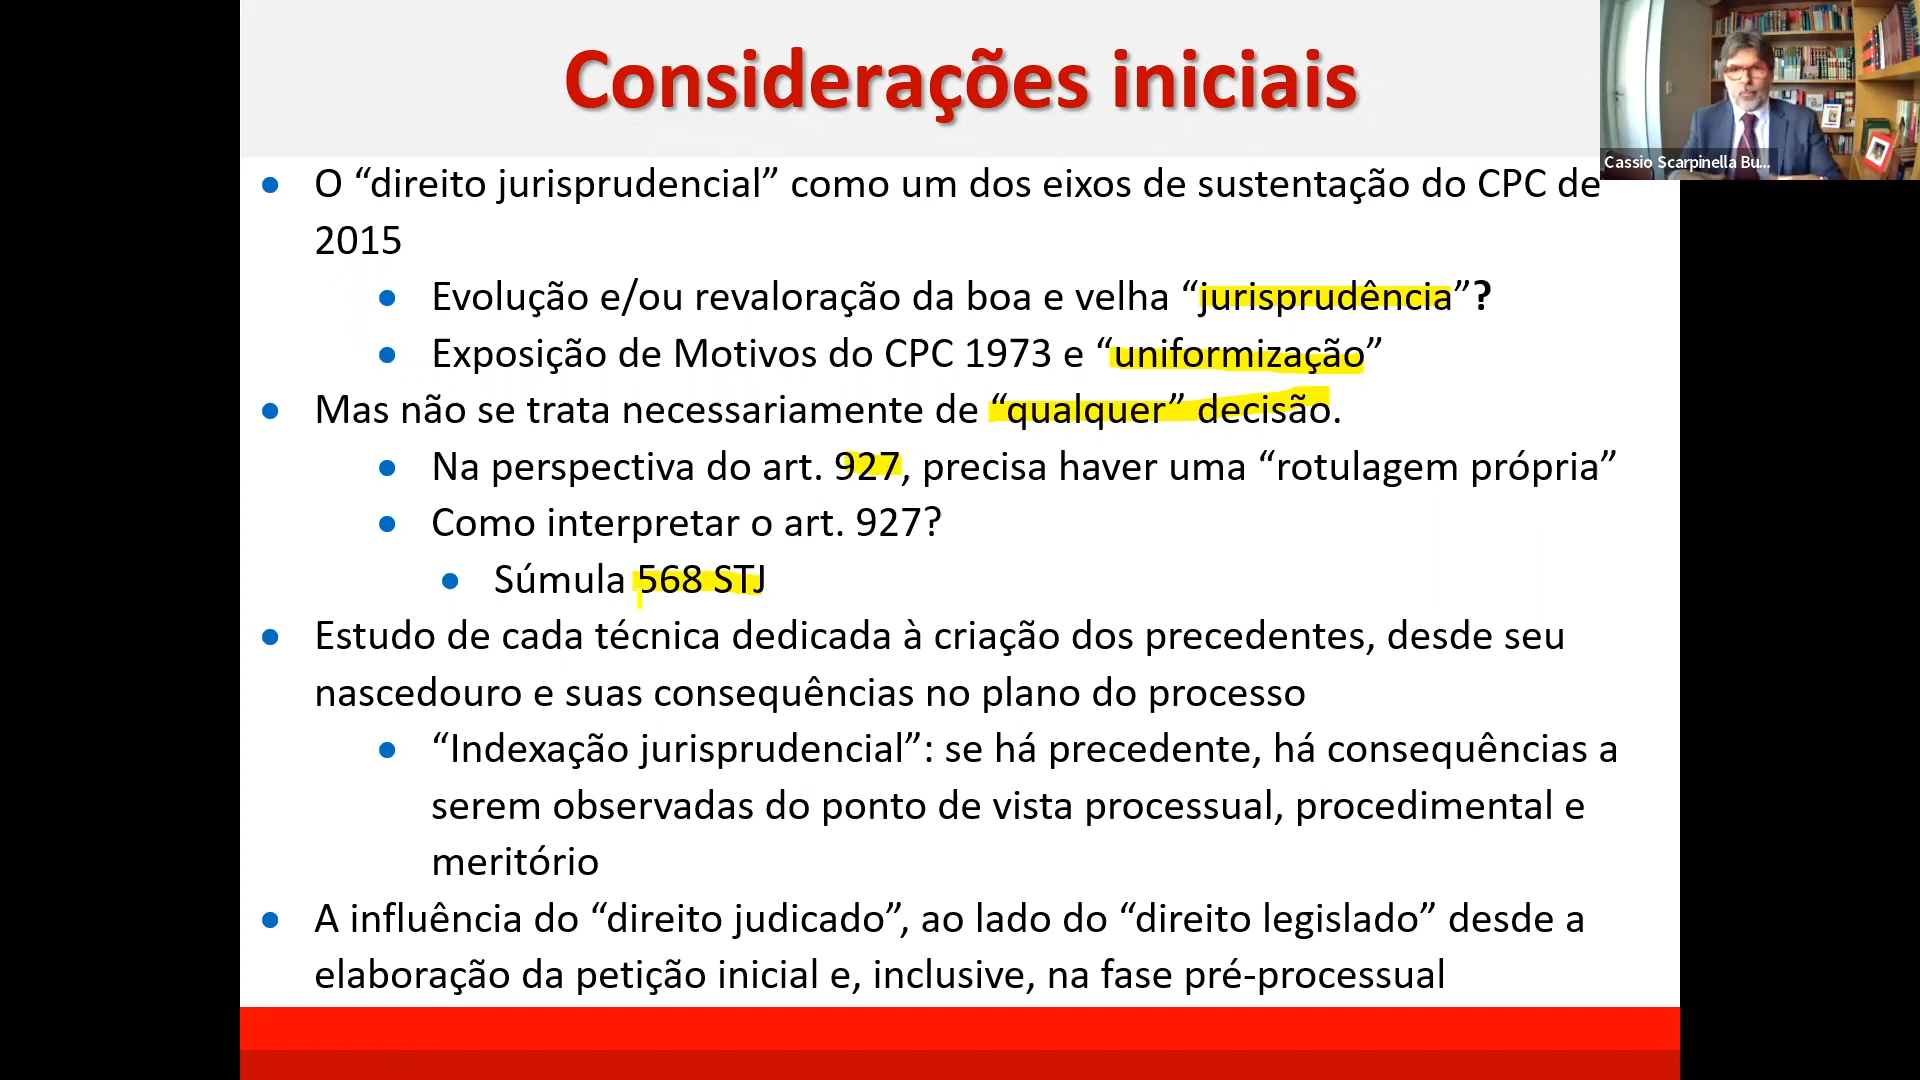 Considerações iniciais
Cassio Scarpinella Bu...
O “direito jurisprudencial” como um dos eixos de sustentação do CPC de
2015
Evolução e/ou revaloração da boa e velha “jurisprudência”?
Exposição de Motivos do CPC 1973 e “uniformização”
Mas não se trata necessariamente de “qualquer” decisão.
Na perspectiva do art. 927, precisa haver uma “rotulagem própria”
Como interpretar o art. 927?
Súmula 568 STJ
Estudo de cada técnica dedicada à criação dos precedentes, desde seu
nascedouro e suas consequências no plano do processo
“Indexação jurisprudencial”: se há precedente, há consequências a
serem observadas do ponto de vista processual, procedimental e
meritório
A influência do “direito judicado”, ao lado do “direito legislado” desde a
elaboração da petição inicial e, inclusive, na fase pré-processual